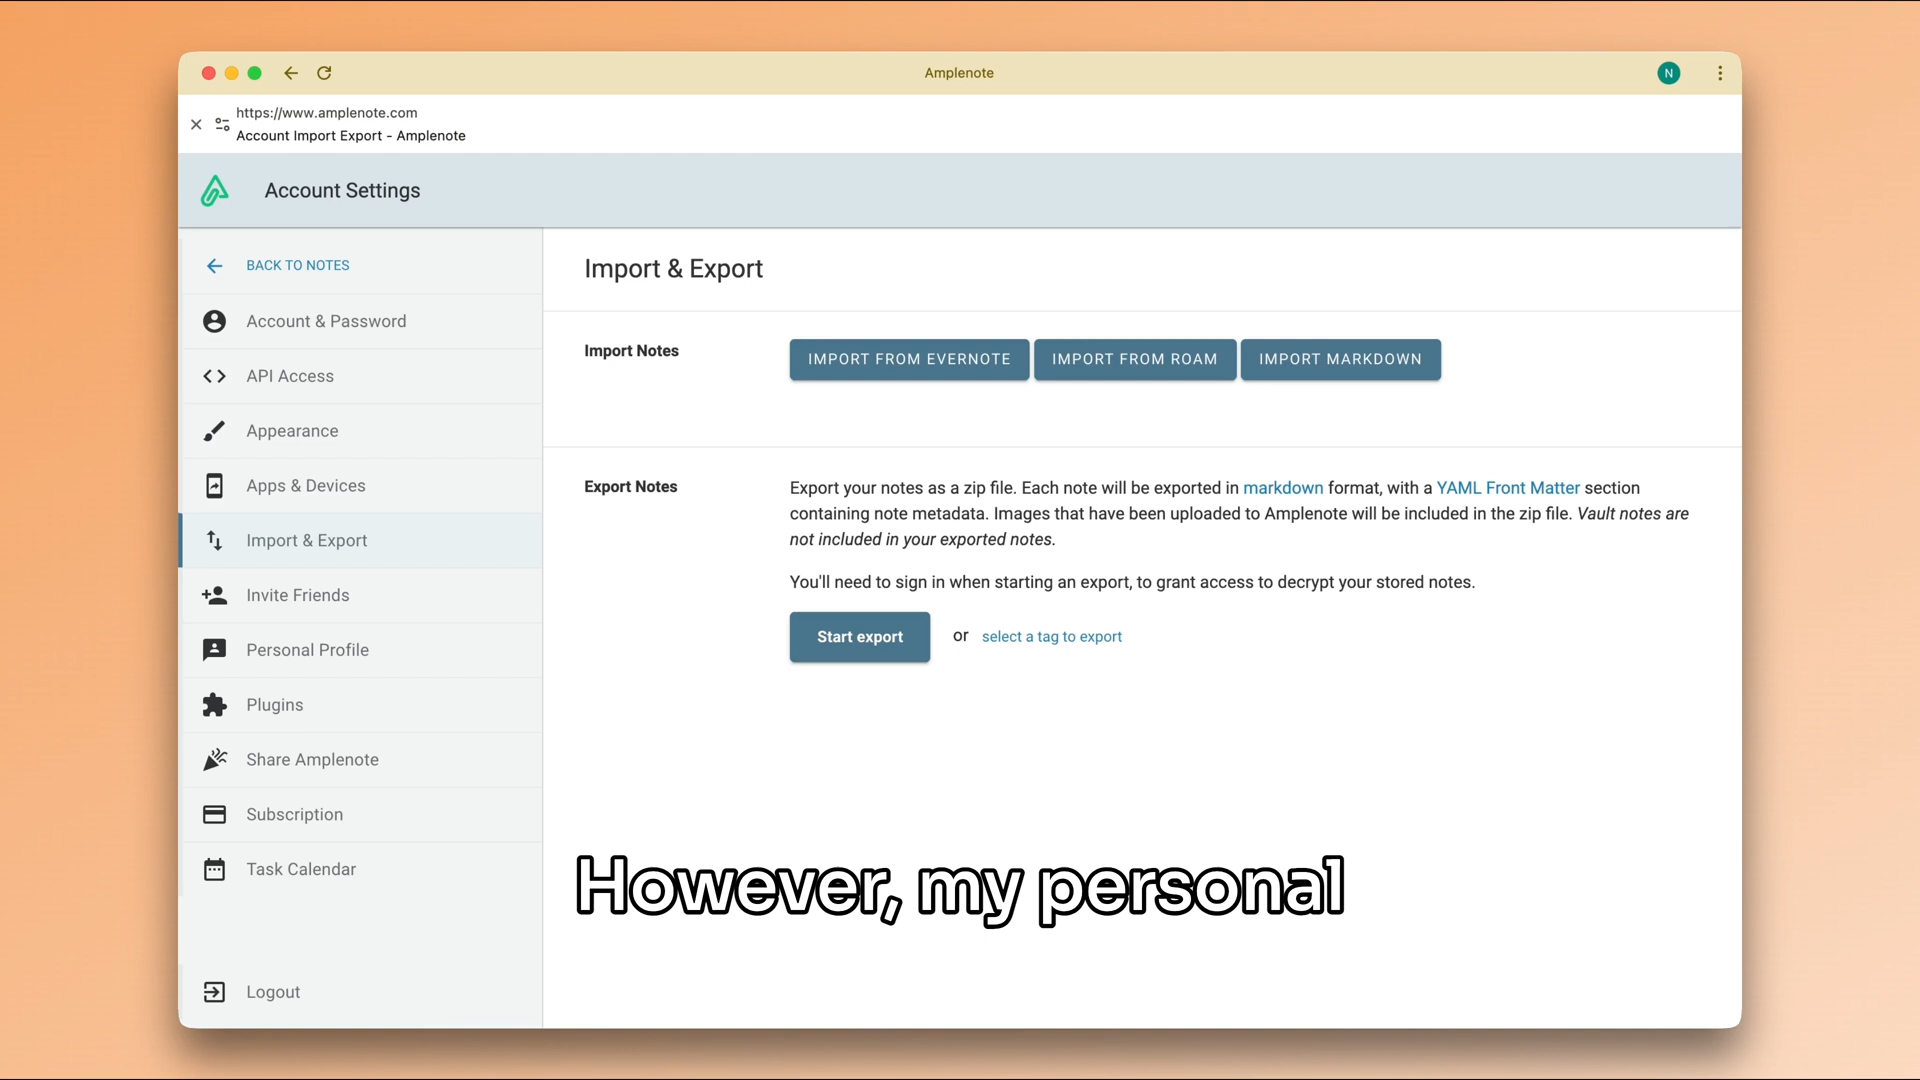 Amplenote
N
https://www.amplenote.com
Account Import Export - Amplenote
Account Settings
BACK TO NOTES
Account & Password
API Access
Appearance
Apps & Devices
Import & Export
Invite Friends
Personal Profile
Plugins
Share Amplenote
Subscription
Task Calendar
Logout
Import & Export
Import Notes
IMPORT FROM EVERNOTE
IMPORT FROM ROAM
IMPORT MARKDOWN
Export Notes
Export your notes as a zip file. Each note will be exported in markdown format, with a YAML Front Matter section
containing note metadata. Images that have been uploaded to Amplenote will be included in the zip file. Vault notes are
not included in your exported notes.
You'll need to sign in when starting an export, to grant access to decrypt your stored notes.
Start export or select a tag to export
However, my personal